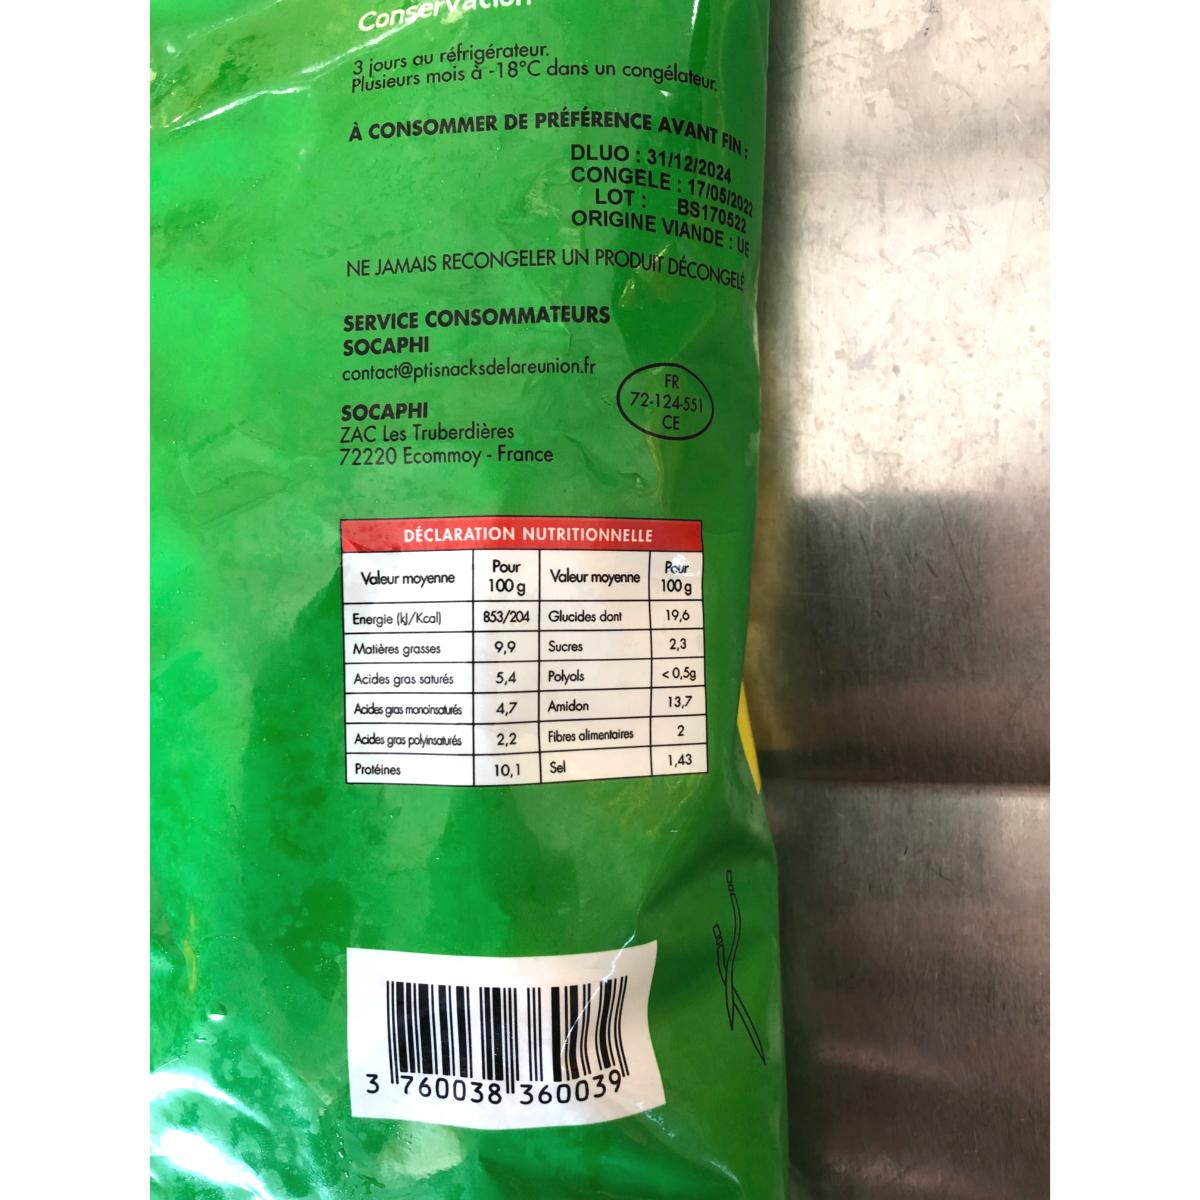 Conservation
3 jours au réfrigérateur.
Plusieurs mois à -18°C dans un congélateur.
À CONSOMMER DE PRÉFÉRENCE AVANT FIN :
DLUO : 31/12/2024
CONGELE : 17/05/2022
LOT : BS170522
ORIGINE VIANDE : UE
NE JAMAIS RECONGELER UN PRODUIT DÉCONGELÉ
SERVICE CONSOMMATEURS
SOCAPHI
contact@ptisnacksdelareunion.fr
FR
72-124-551
CE
SOCAPHI
ZAC Les Truberdières
72220 Ecommoy - France
DÉCLARATION NUTRITIONNELLE
Valeur moyenne Pour 100 g Valeur moyenne Pour 100 g
Energie (kJ/Kcal) 853/204 Glucides dont 19,6
Matières grasses 9,9 Sucres 2,3
Acides gras saturés 5,4 Polyols < 0,5g
Acides gras monoinsaturés 4,7 Amidon 13,7
Acides gras polyinsaturés 2,2 Fibres alimentaires 2
Protéines 10,1 Sel 1,43
3 760038 360039